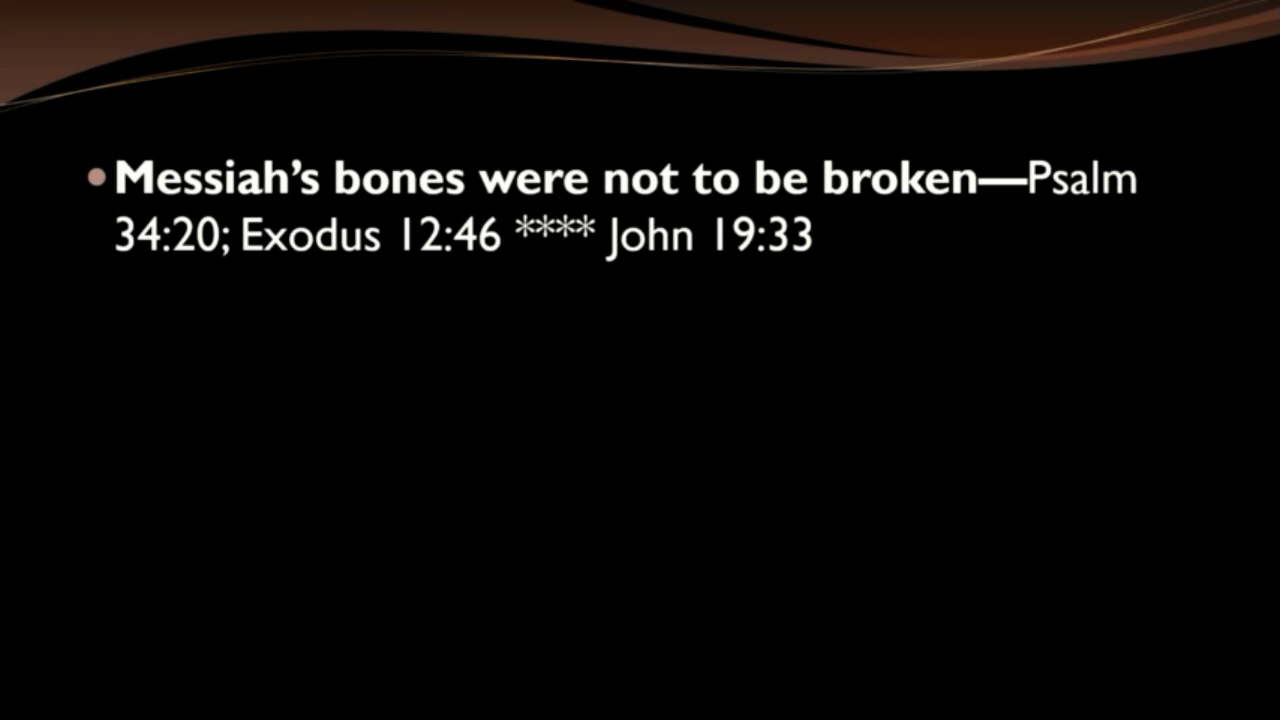 • Messiah’s bones were not to be broken—Psalm
34:20; Exodus 12:46 **** John 19:33